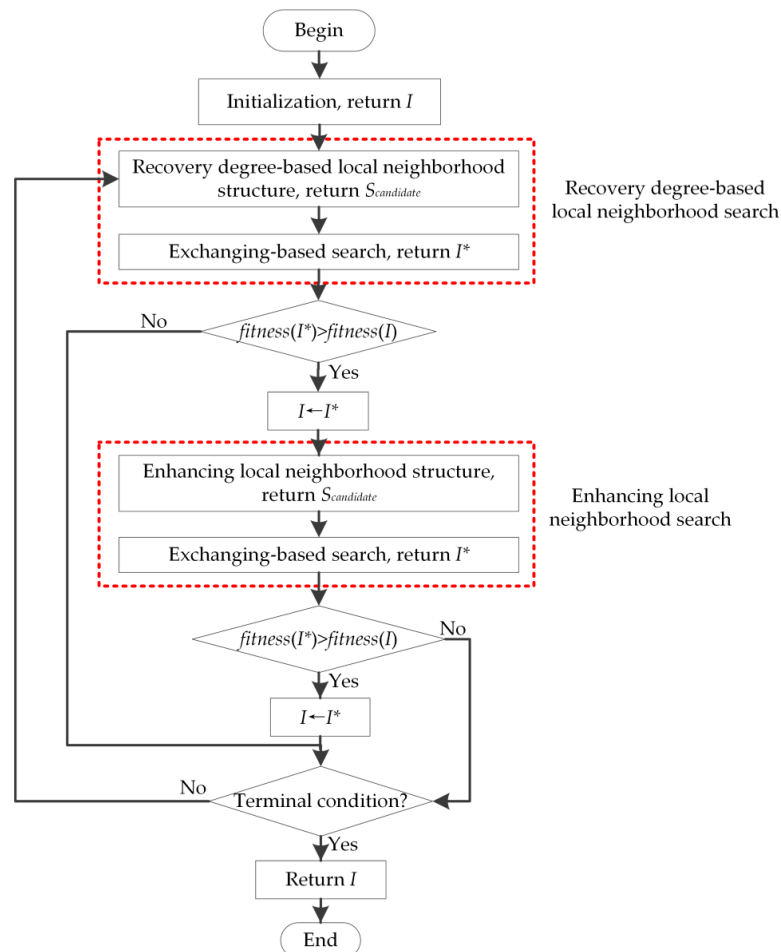 Begin
Initialization, return I
Recovery degree-based local neighborhood
structure, return Scandidate
Recovery degree-based
local neighborhood search
Exchanging-based search, return I*
No
fitness(I*)>fitness(I)
Yes
I←I*
Enhancing local neighborhood structure,
return Scandidate
Enhancing local
neighborhood search
Exchanging-based search, return I*
fitness(I*)>fitness(I)
No
Yes
I←I*
No
Terminal condition?
Yes
Return I
End